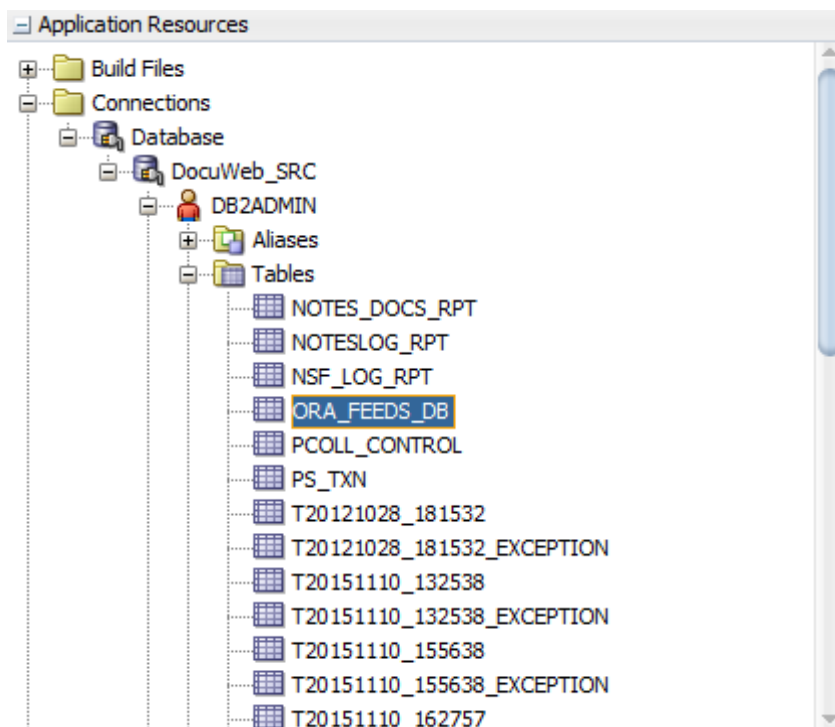 Application Resources
Build Files
Connections
Database
DocuWeb_SRC
DB2ADMIN
Aliases
Tables
NOTES_DOCS_RPT
NOTESLOG_RPT
NSF_LOG_RPT
ORA_FEEDS_DB
PCOLL_CONTROL
PS_TXN
T20121028_181532
T20121028_181532_EXCEPTION
T20151110_132538
T20151110_132538_EXCEPTION
T20151110_155638
T20151110_155638_EXCEPTION
T20151110_162757